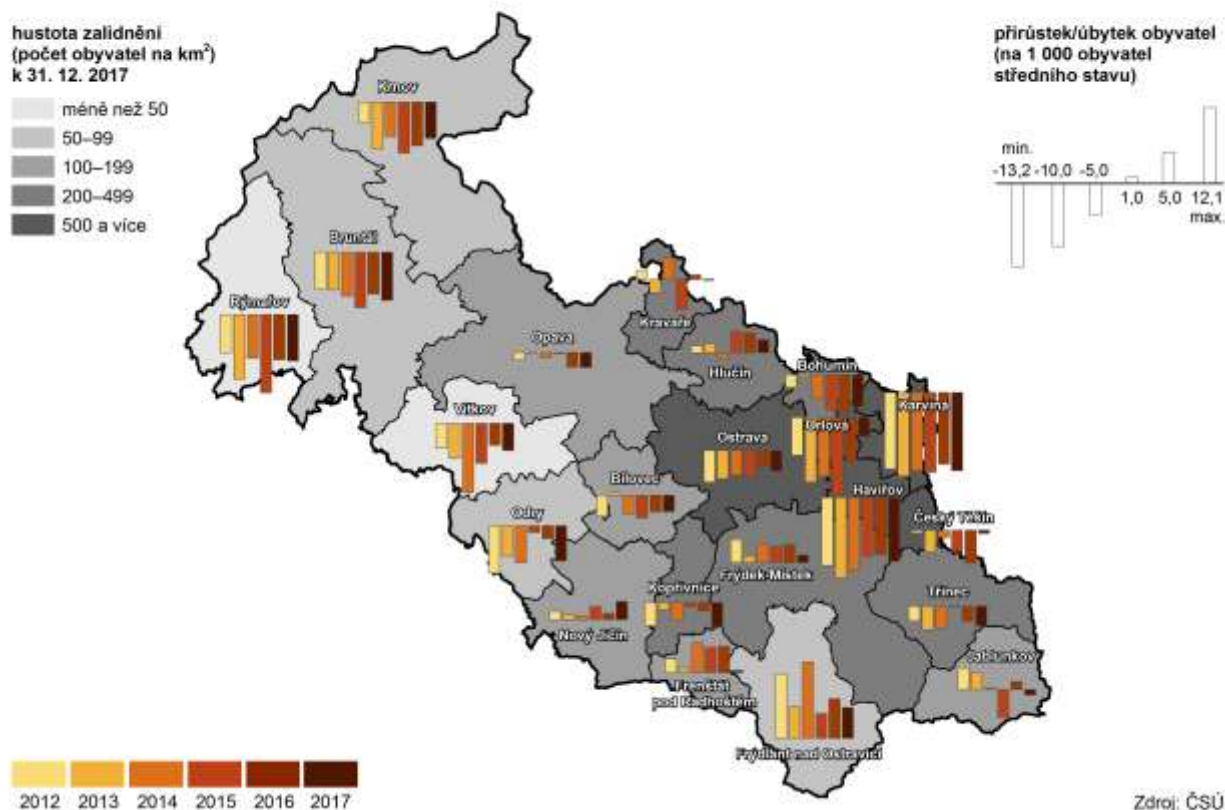 hustota zalidnění
(počet obyvatel na km²)
k 31. 12. 2017
méně než 50
50–99
100–199
200–499
500 a více
přirůstek/úbytek obyvatel
(na 1 000 obyvatel
středního stavu)
min.
-13,2
-10,0
-5,0
1,0
5,0
12,1
max.
Krnov
Bruntál
Rýmařov
Opava
Kravaře
Hlučín
Bohumín
Karviná
Vítkov
Ostrava
Orlová
Bílovec
Havířov
Odry
Český Těšín
Frýdek-Místek
Kopřivnice
Třinec
Nový Jičín
Jablunkov
Frenštát
pod Radhoštěm
Frýdlant nad Ostravicí
2012
2013
2014
2015
2016
2017
Zdroj: ČSÚ